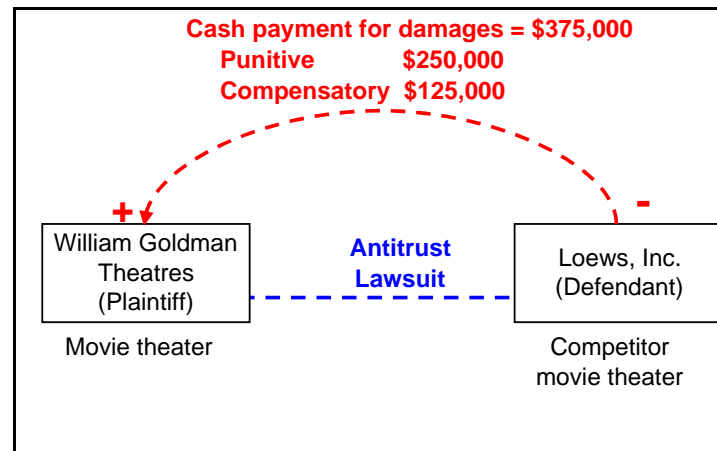 Cash payment for damages = $375,000
Punitive $250,000
Compensatory $125,000
+
-
William Goldman
Theatres
(Plaintiff)
Antitrust
Lawsuit
Loews, Inc.
(Defendant)
Movie theater
Competitor
movie theater